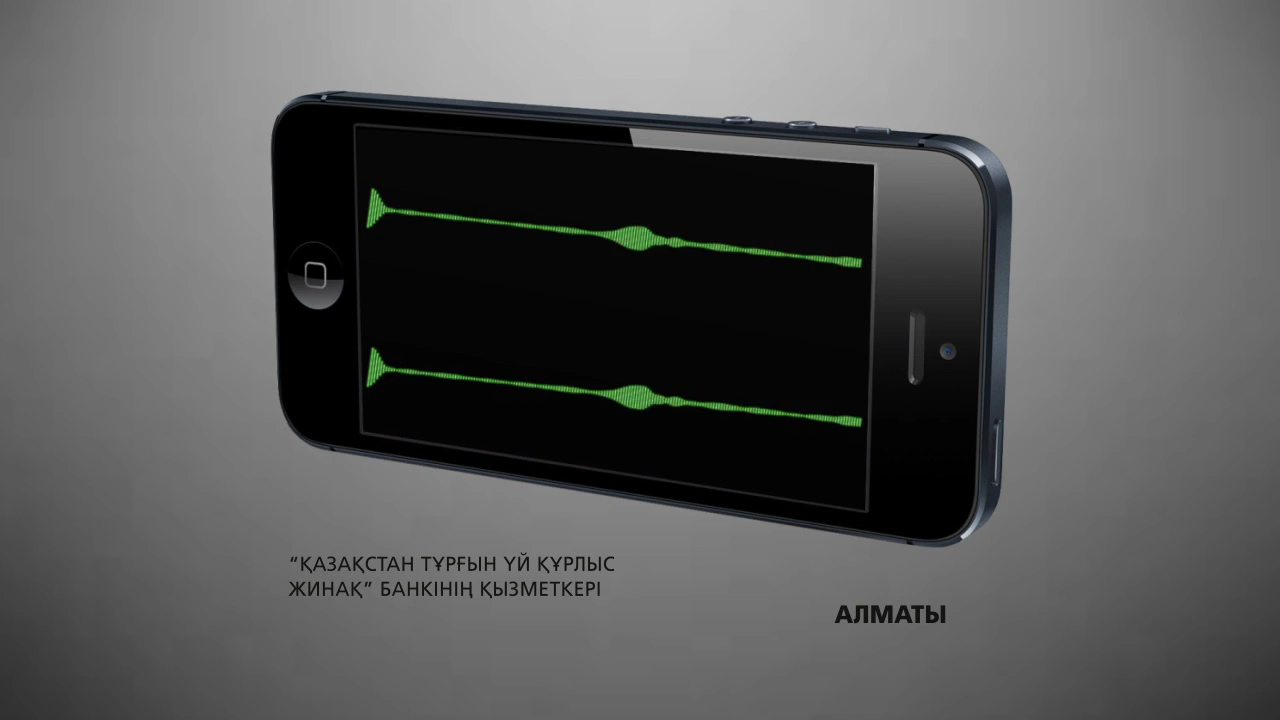 “ҚАЗАҚСТАН ТҰРҒЫН ҮЙ ҚҰРЛЫС
ЖИНАҚ” БАНКІНІҢ ҚЫЗМЕТКЕРІ
АЛМАТЫ